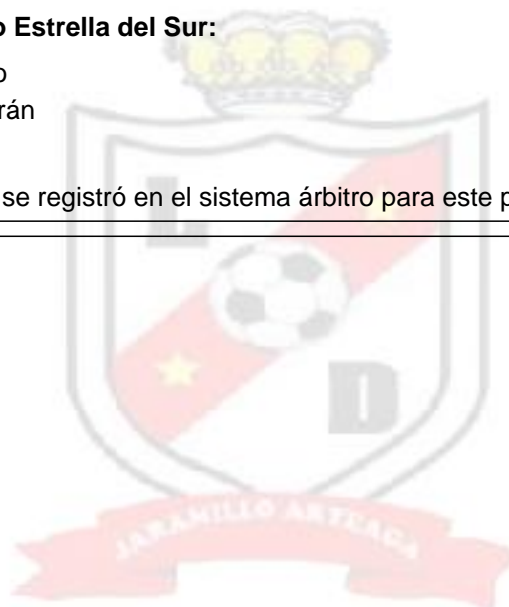 o Estrella del Sur:
o
rán
se registró en el sistema árbitro para este p
L
D
JARAMILLO ARTEAGA